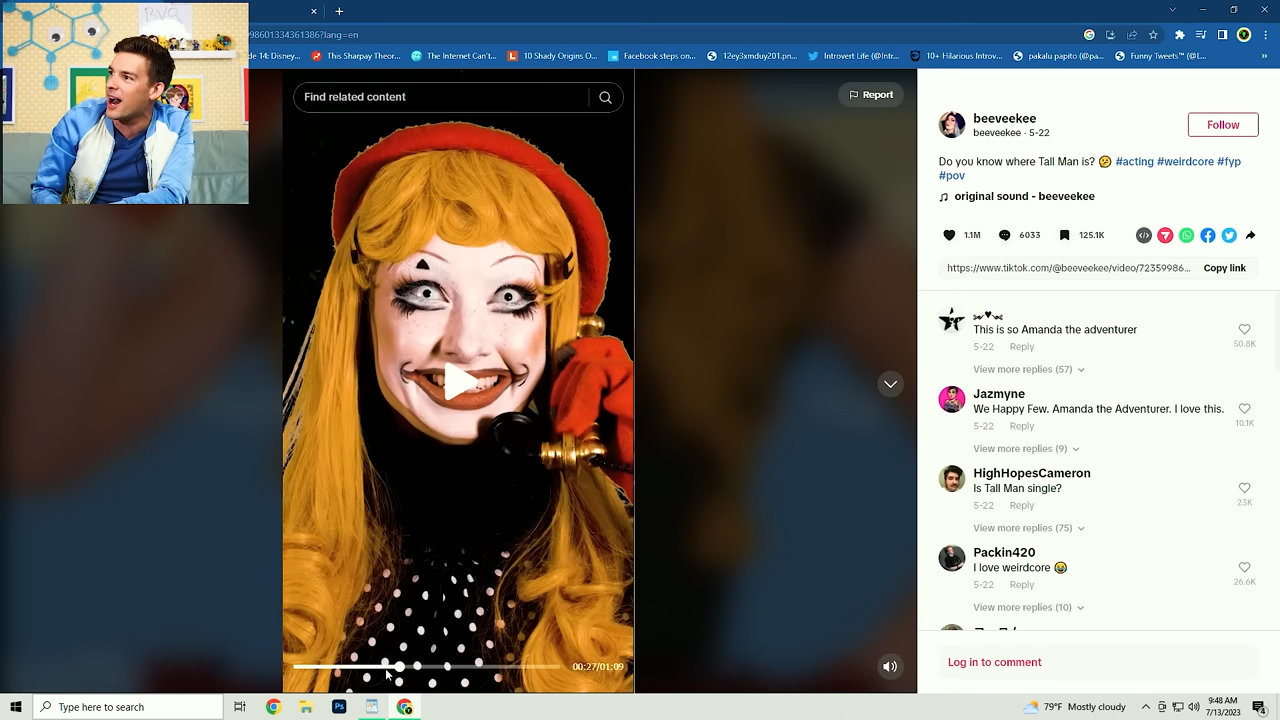 BVQ
98601334361386?lang=en
de 14: Disney...
This Sharpay Theor...
The Internet Can't...
10 Shady Origins O...
Facebook steps on...
12ey3xmduy201.pn...
Introvert Life (@Intr...
10+ Hilarious Introv...
pakalu papito (@pa...
Funny Tweets™ (@L...
Find related content
Report
beeveekee
beeveekee · 5-22
Follow
Do you know where Tall Man is? 🫤 #acting #weirdcore #fyp
#pov
original sound - beeveekee
1.1M
6033
125.1K
https://www.tiktok.com/@beeveekee/video/72359986...
Copy link
This is so Amanda the adventurer
50.8K
5-22 Reply
View more replies (57)
Jazmyne
We Happy Few. Amanda the Adventurer. I love this.
10.1K
5-22 Reply
View more replies (9)
HighHopesCameron
Is Tall Man single?
23K
5-22 Reply
View more replies (75)
Packin420
I love weirdcore 😂
26.6K
5-22 Reply
View more replies (10)
00:27/01:09
Log in to comment
Type here to search
Ps
79°F Mostly cloudy
9:48 AM
7/13/2023
4